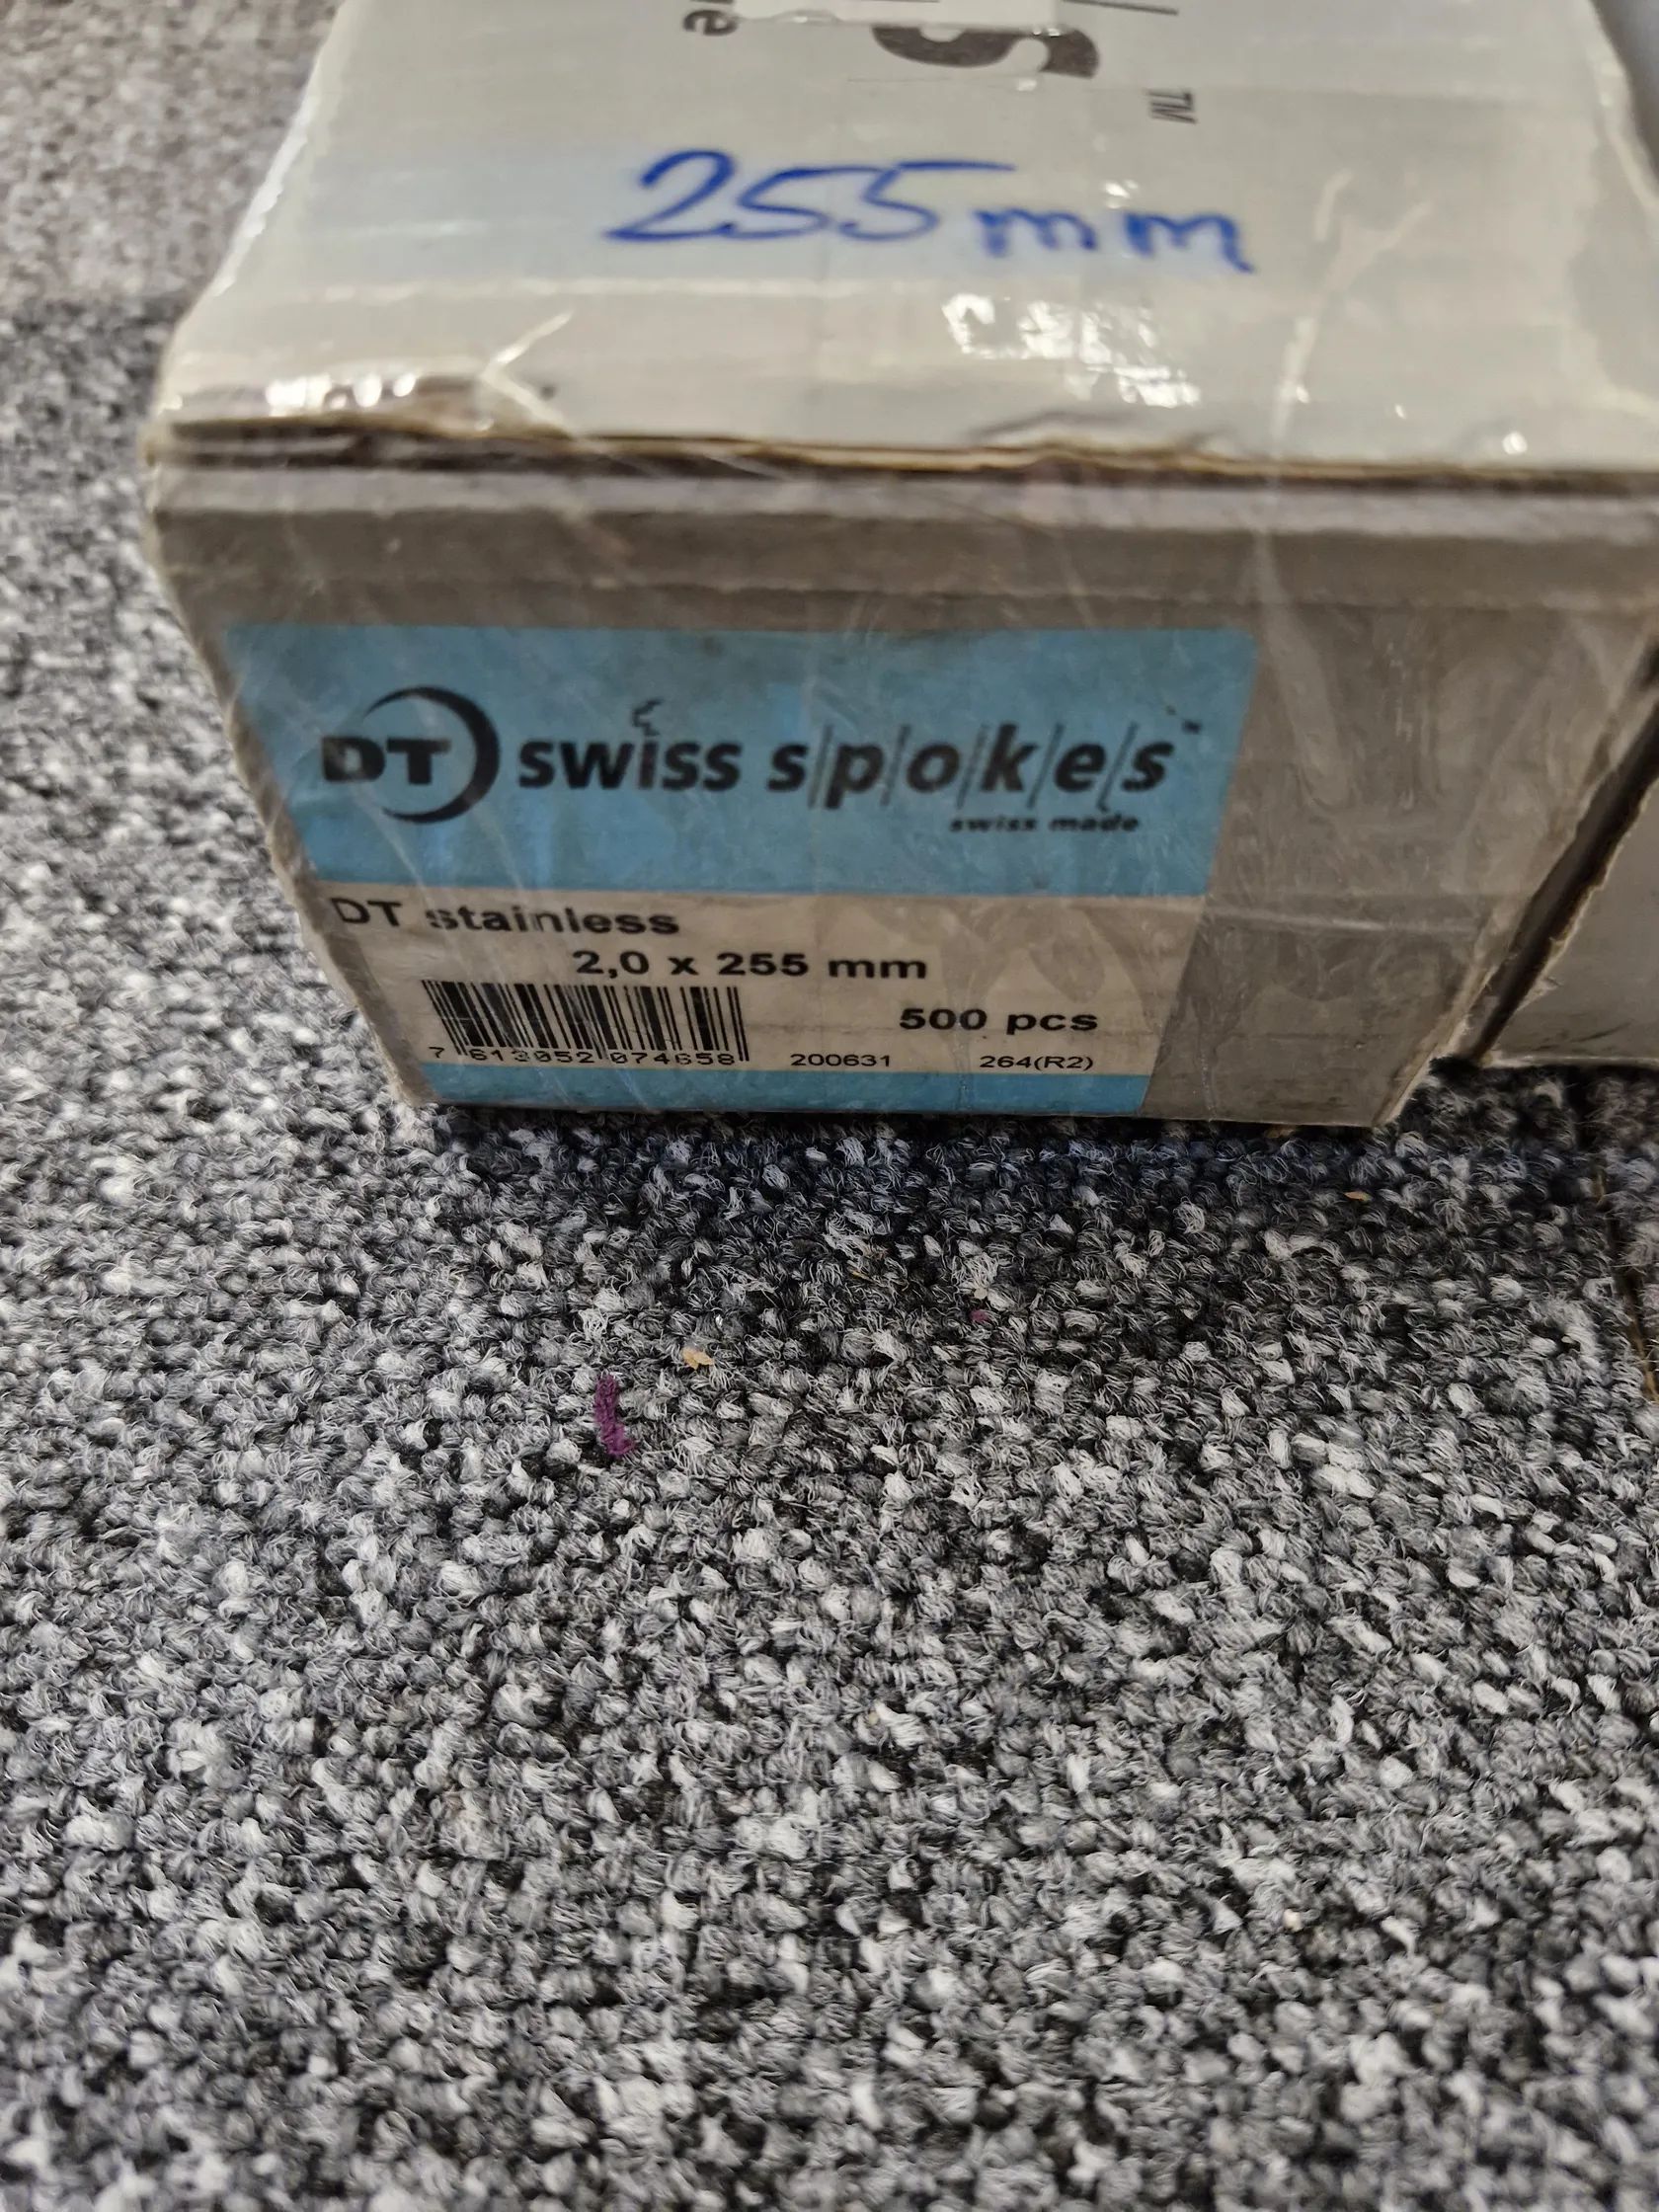 255mm
DT swiss spokes™
swiss made
DT stainless
2,0 x 255 mm
500 pcs
7 613052 074658
200631
264(R2)